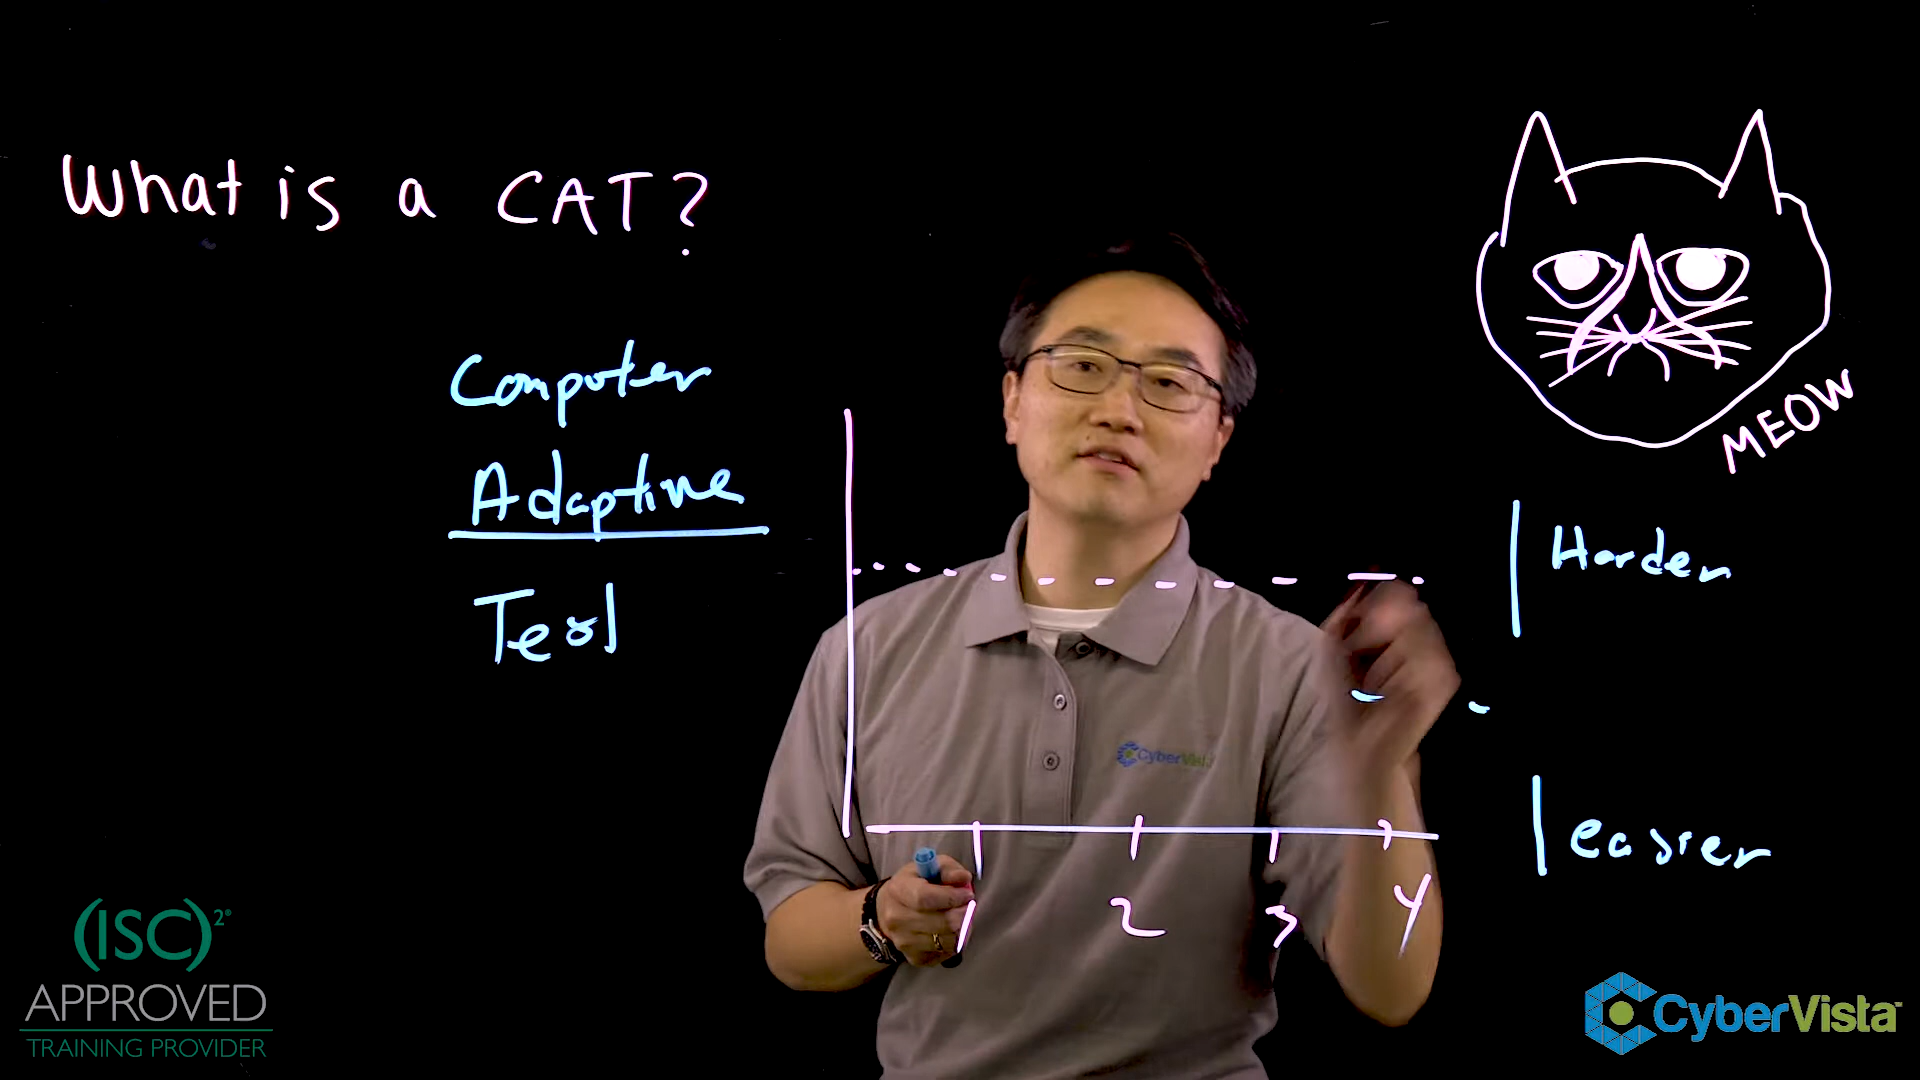 What is a CAT?
Computer
Adaptive
Test
MEOW
Harder
easier
1 2 3 4
CyberVista
(ISC)²®
APPROVED
TRAINING PROVIDER
CyberVista™